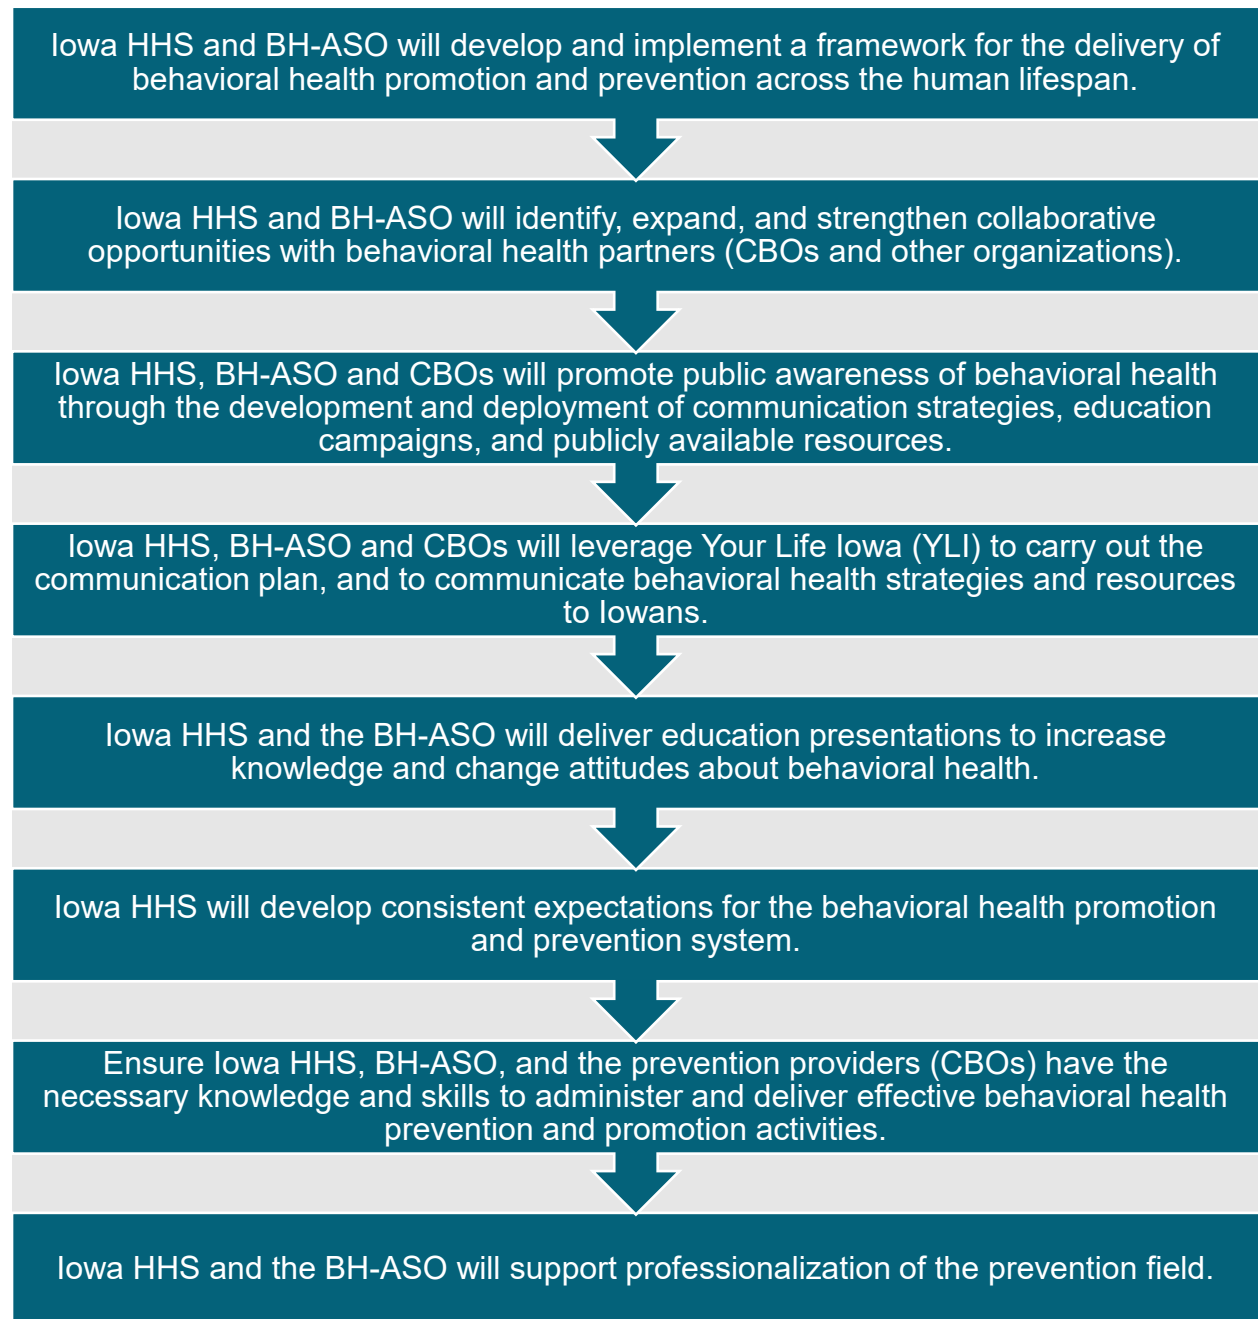 Iowa HHS and BH-ASO will develop and implement a framework for the delivery of
behavioral health promotion and prevention across the human lifespan.
Iowa HHS and BH-ASO will identify, expand, and strengthen collaborative
opportunities with behavioral health partners (CBOs and other organizations).
Iowa HHS, BH-ASO and CBOs will promote public awareness of behavioral health
through the development and deployment of communication strategies, education
campaigns, and publicly available resources.
Iowa HHS, BH-ASO and CBOs will leverage Your Life Iowa (YLI) to carry out the
communication plan, and to communicate behavioral health strategies and resources
to Iowans.
Iowa HHS and the BH-ASO will deliver education presentations to increase
knowledge and change attitudes about behavioral health.
Iowa HHS will develop consistent expectations for the behavioral health promotion
and prevention system.
Ensure Iowa HHS, BH-ASO, and the prevention providers (CBOs) have the
necessary knowledge and skills to administer and deliver effective behavioral health
prevention and promotion activities.
Iowa HHS and the BH-ASO will support professionalization of the prevention field.